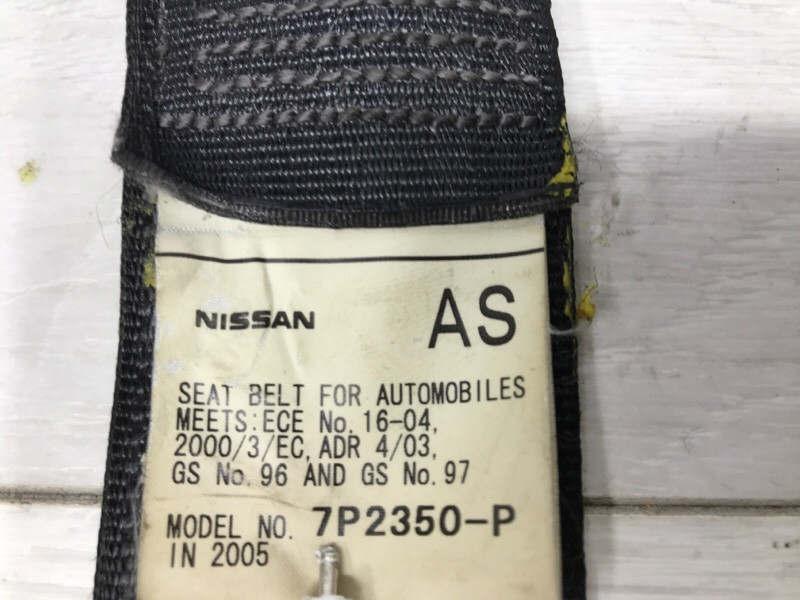 NISSAN AS
SEAT BELT FOR AUTOMOBILES
MEETS:ECE No. 16-04,
2000/3/EC, ADR 4/03,
GS No. 96 AND GS No. 97
MODEL NO. 7P2350-P
IN 2005